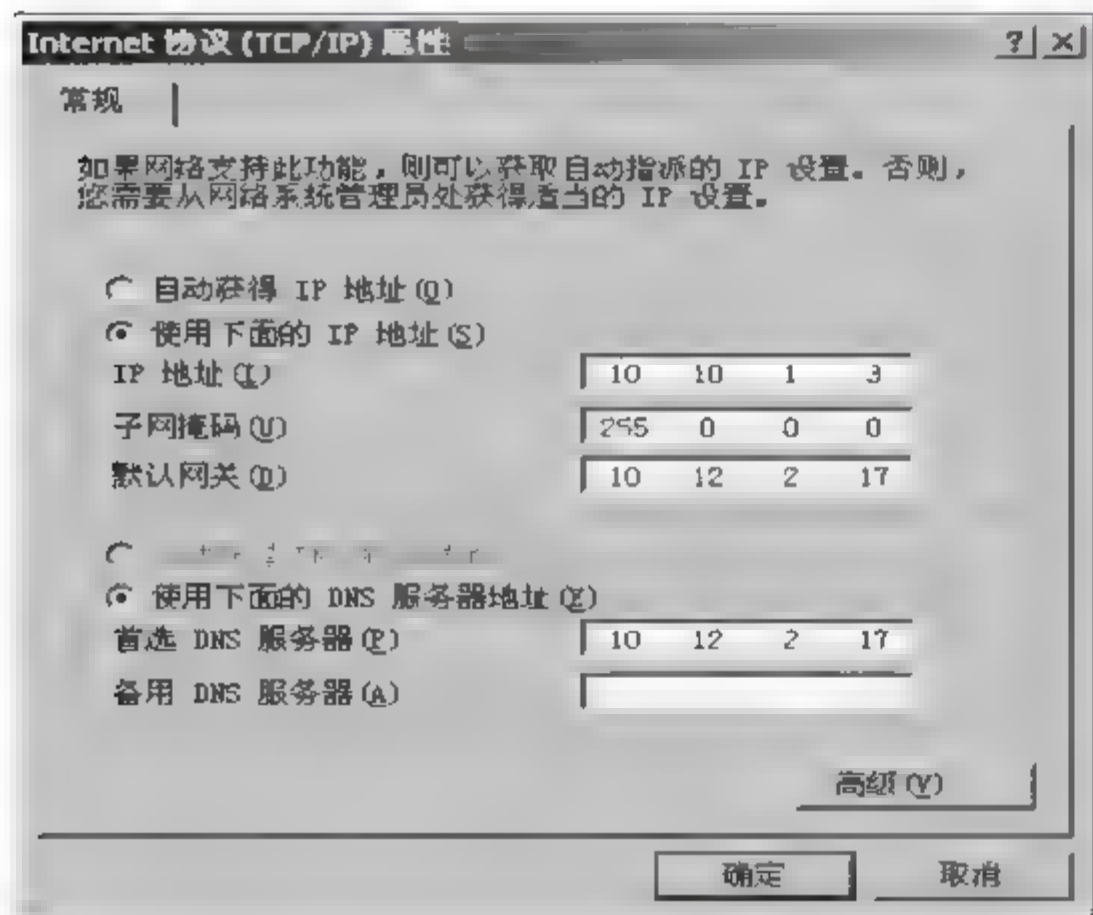 Internet 协议 (TCP/IP) 属性
常规
如果网络支持此功能，则可以获取自动指派的 IP 设置。否则，
您需要从网络系统管理员处获得适当的 IP 设置。
自动获得 IP 地址(O)
使用下面的 IP 地址(S)
IP 地址(I) 10 10 1 3
子网掩码(U) 255 0 0 0
默认网关(D) 10 12 2 17
使用下面的 DNS 服务器地址(E)
首选 DNS 服务器(P) 10 12 2 17
备用 DNS 服务器(A)
高级(V)
确定 取消